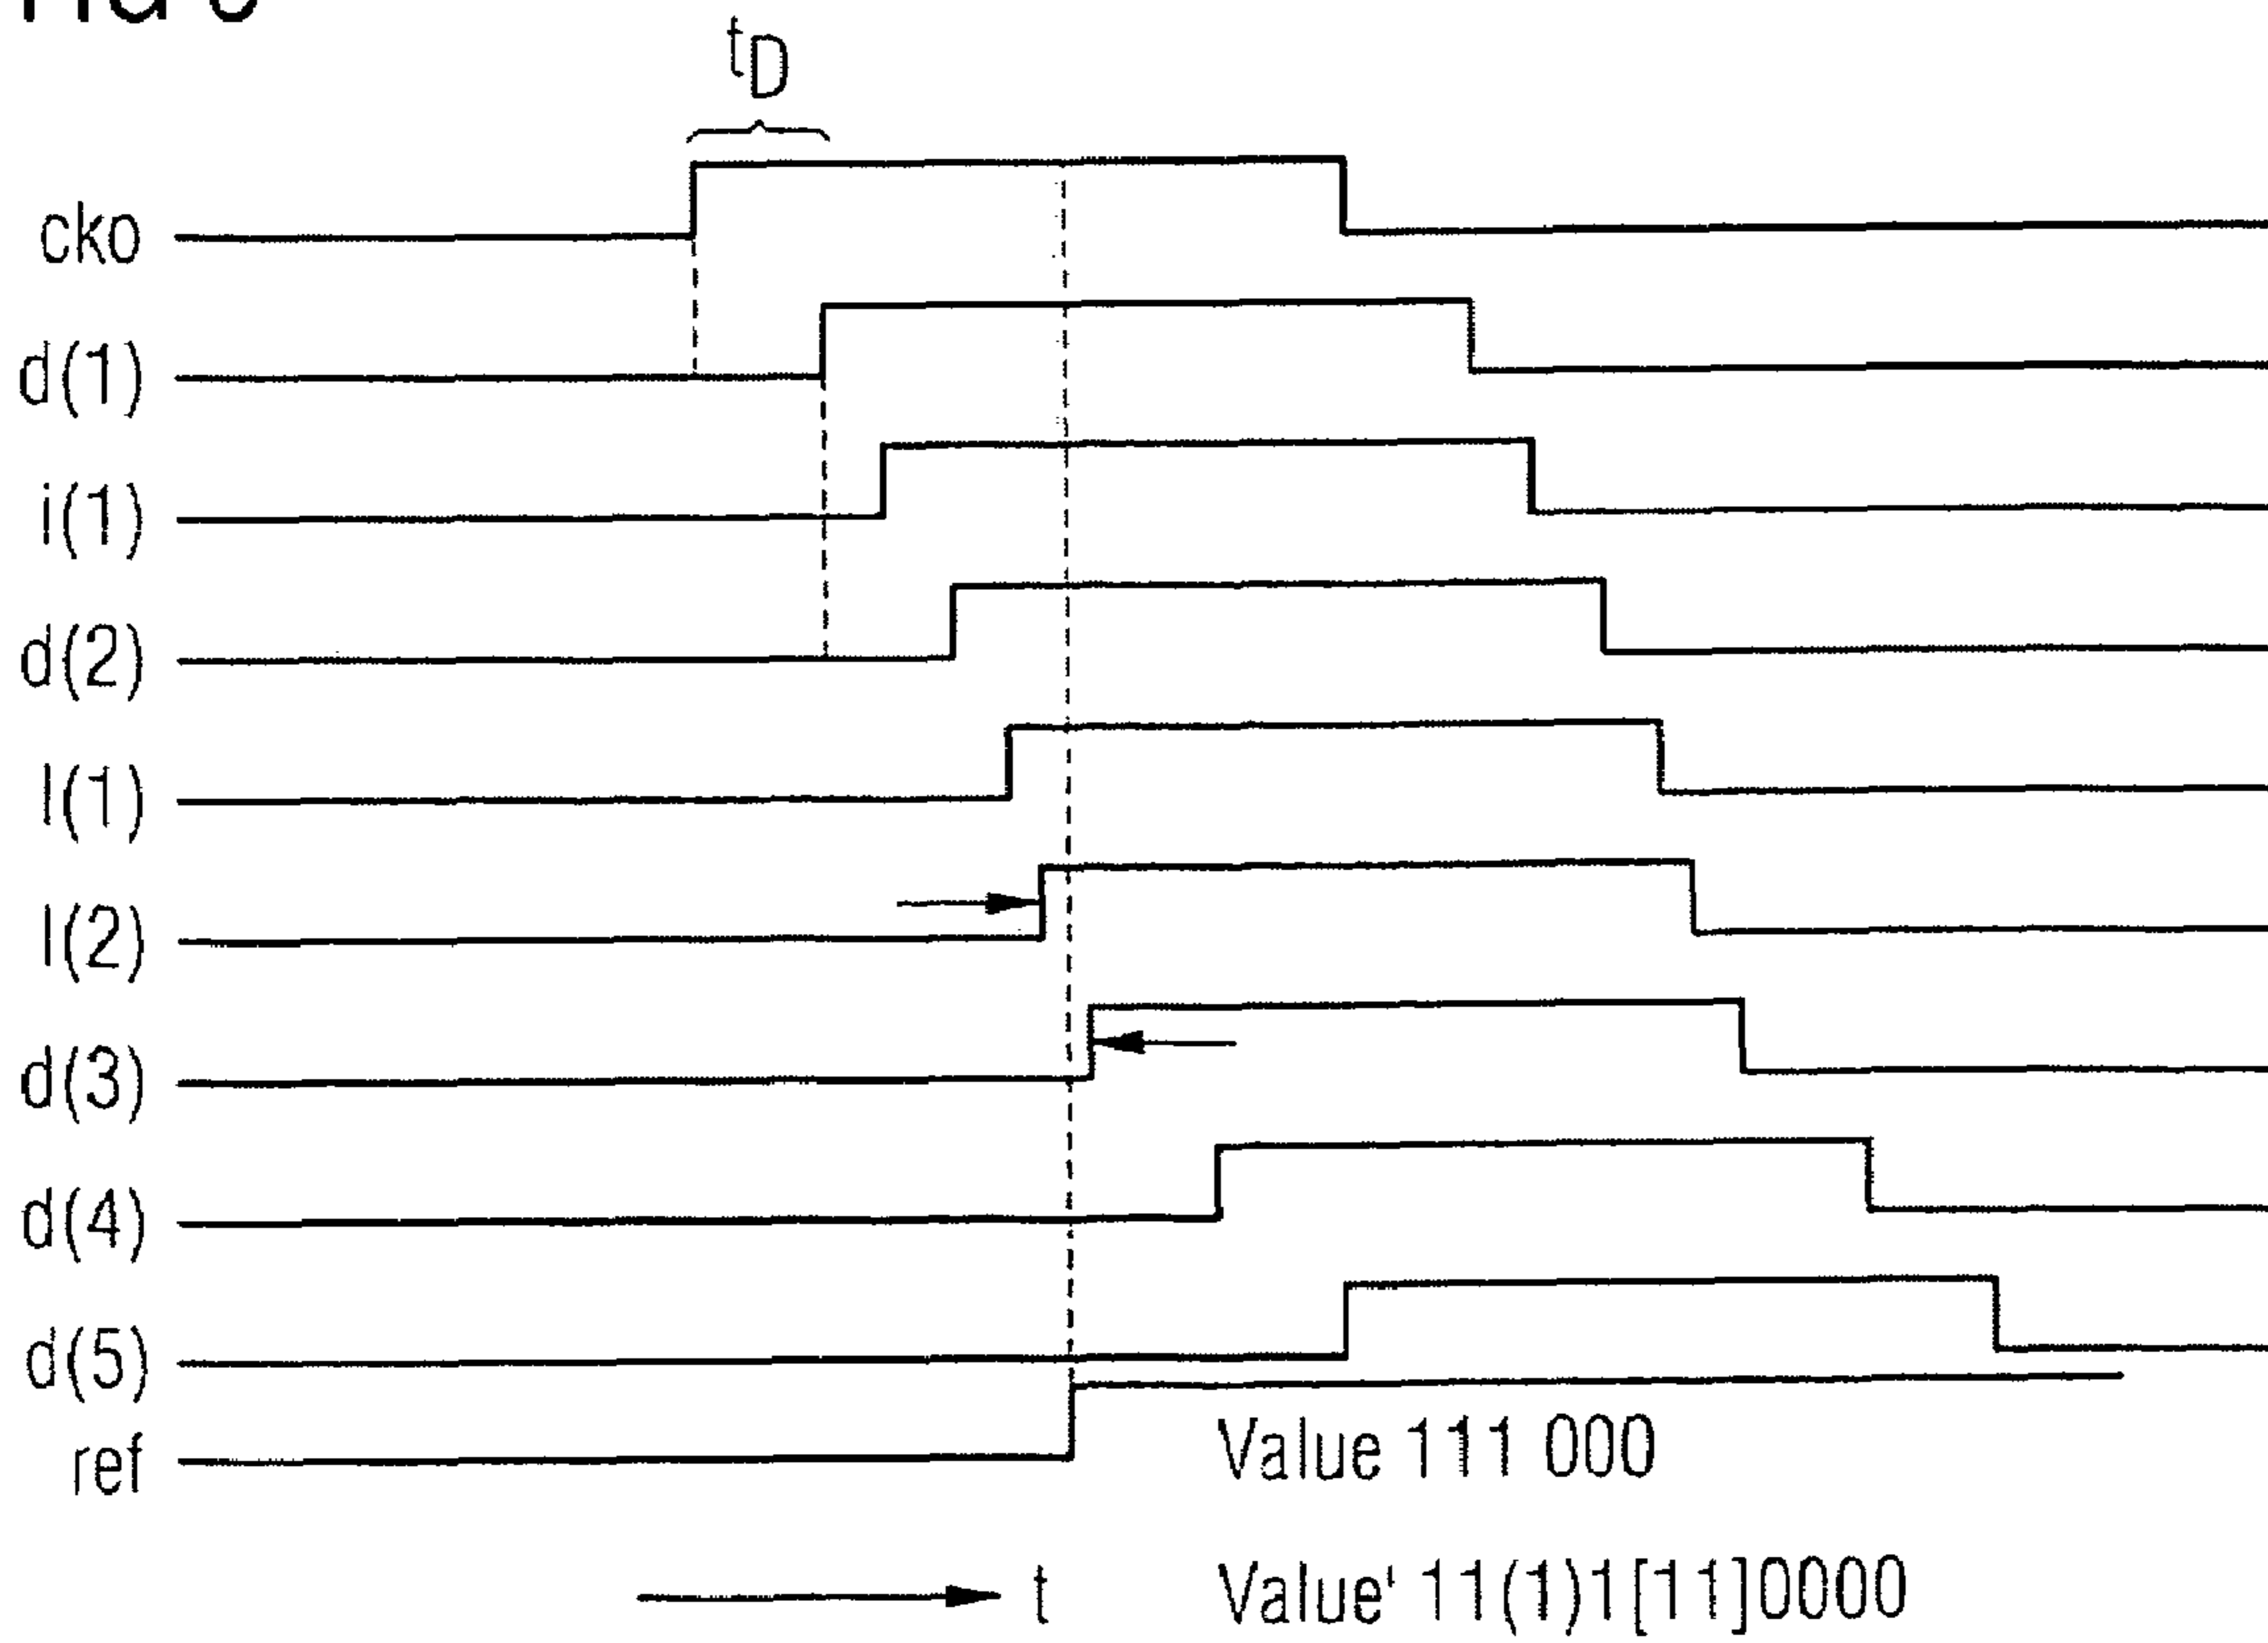 t_D
cko
d(1)
i(1)
d(2)
l(1)
l(2)
d(3)
d(4)
d(5)
ref
Value 111 000
t
Value' 11(1)1[11]0000